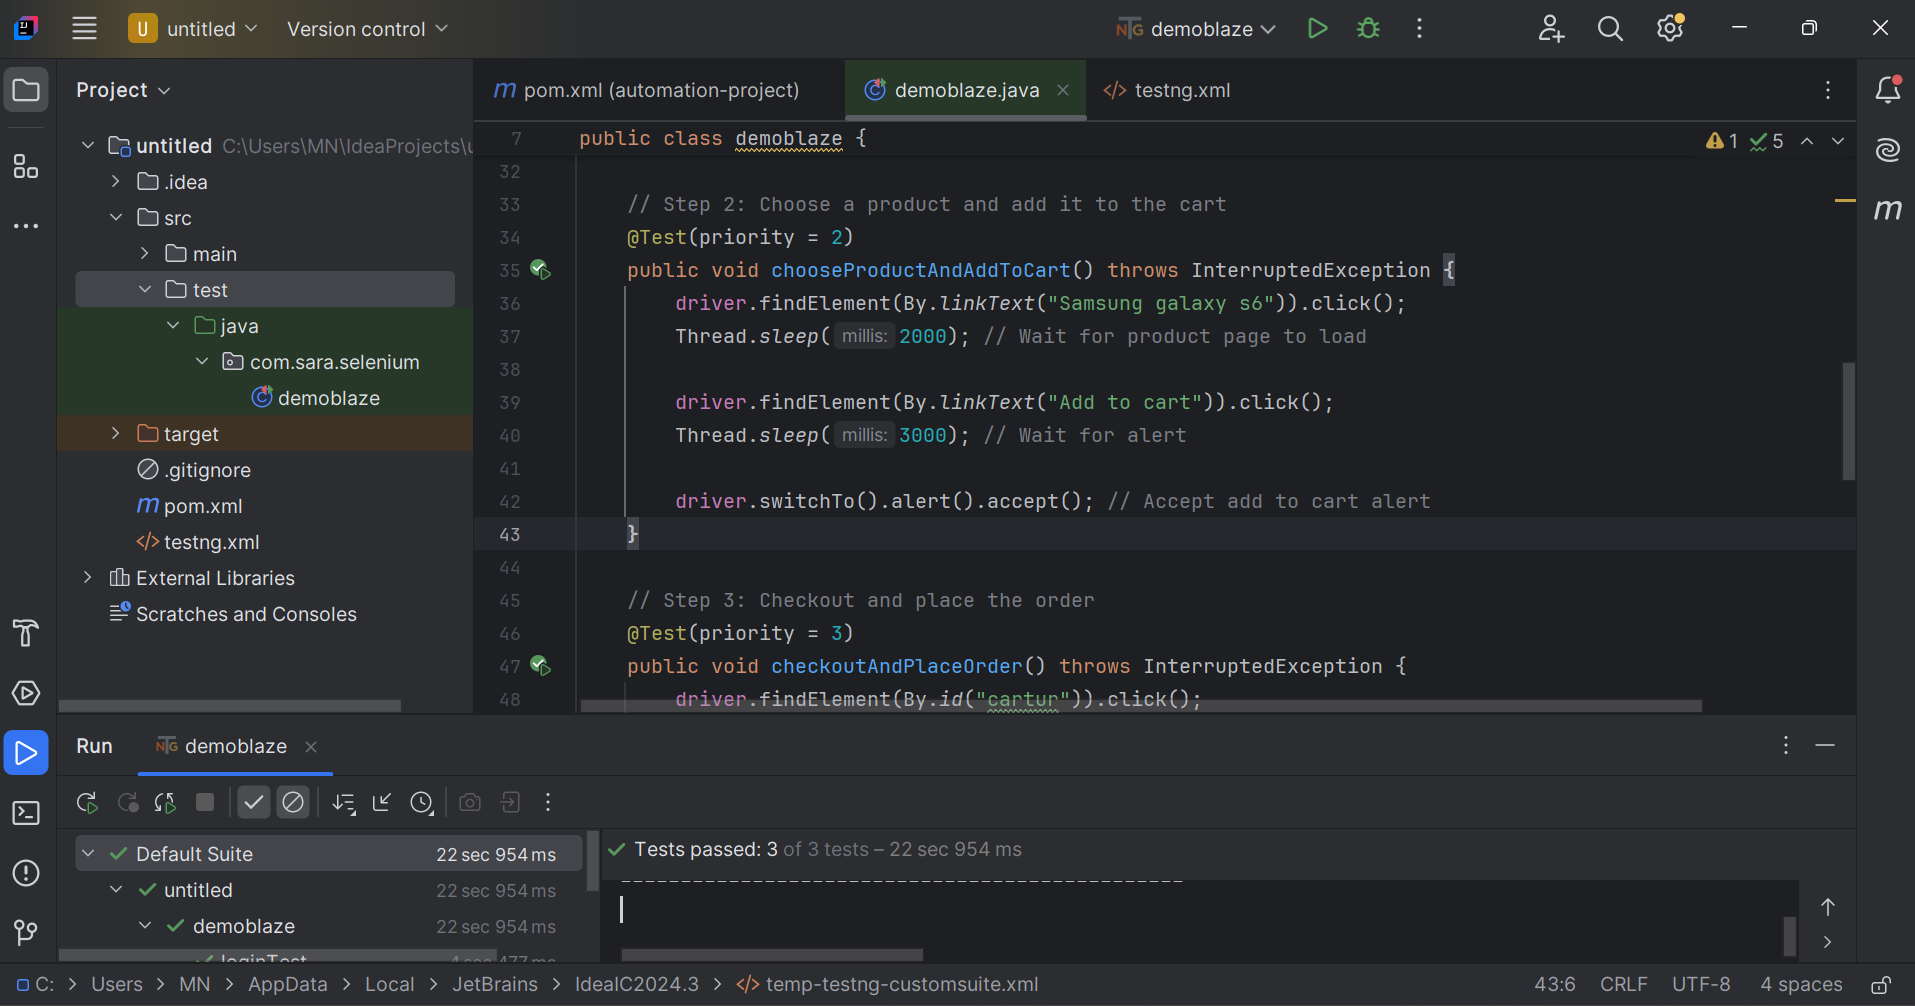 U untitled Version control demoblaze
Project
pom.xml (automation-project) demoblaze.java testng.xml
untitled C:\Users\MN\IdeaProjects\
.idea
src
main
test
java
com.sara.selenium
demoblaze
target
.gitignore
pom.xml
testng.xml
External Libraries
Scratches and Consoles
7 public class demoblaze { 1 5
32
33 // Step 2: Choose a product and add it to the cart
34 @Test(priority = 2)
35 public void chooseProductAndAddToCart() throws InterruptedException {
36 driver.findElement(By.linkText("Samsung galaxy s6")).click();
37 Thread.sleep( millis: 2000); // Wait for product page to load
38
39 driver.findElement(By.linkText("Add to cart")).click();
40 Thread.sleep( millis: 3000); // Wait for alert
41
42 driver.switchTo().alert().accept(); // Accept add to cart alert
43 }
44
45 // Step 3: Checkout and place the order
46 @Test(priority = 3)
47 public void checkoutAndPlaceOrder() throws InterruptedException {
48 driver.findElement(By.id("cartur")).click();
Run demoblaze
Default Suite 22 sec 954 ms
untitled 22 sec 954 ms
demoblaze 22 sec 954 ms
loginTest 4 sec 477 ms
Tests passed: 3 of 3 tests – 22 sec 954 ms
C: > Users > MN > AppData > Local > JetBrains > IdeaIC2024.3 > temp-testng-customsuite.xml 43:6 CRLF UTF-8 4 spaces